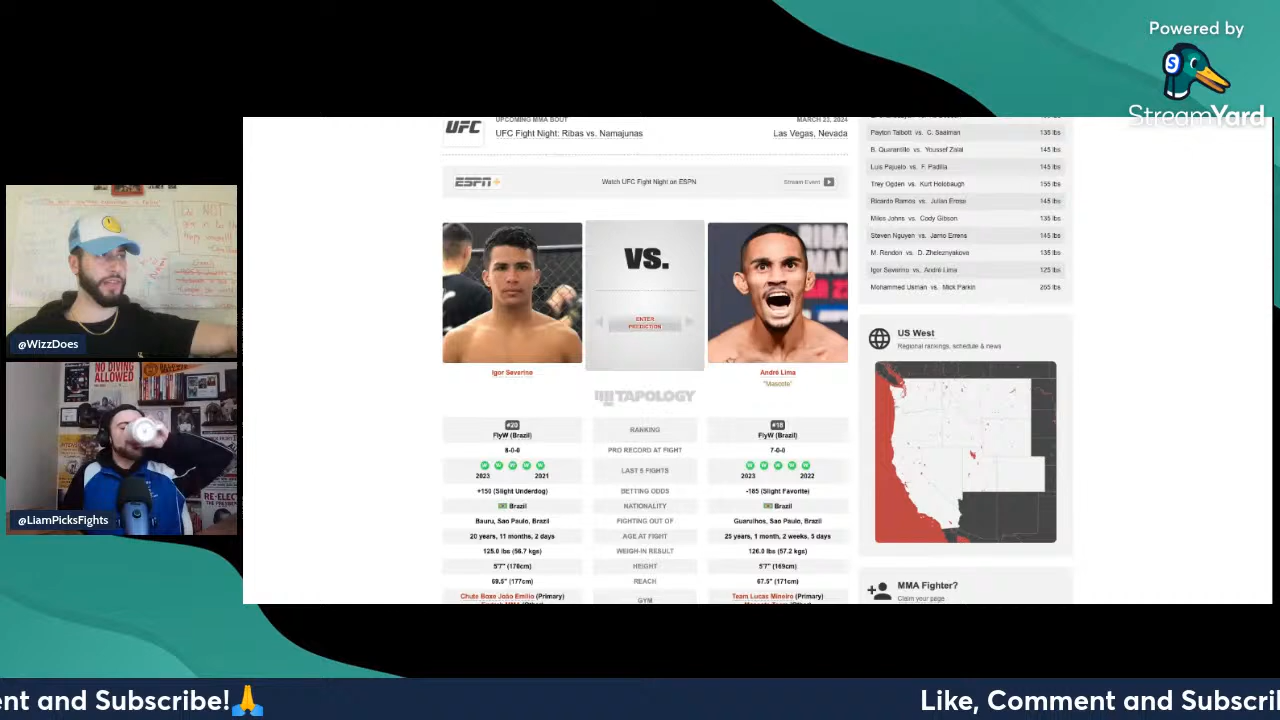 Powered by
StreamYard
UFC
UPCOMING MMA BOUT
MARCH 23, 2024
UFC Fight Night: Ribas vs. Namajunas
Las Vegas, Nevada
ESPN+
Watch UFC Fight Night on ESPN
Stream Event
VS.
ENTER
PREDICTION
Igor Severino
André Lima
"Mascote"
TAPOLOGY
#20
FlyW (Brazil)
RANKING
#18
FlyW (Brazil)
8-0-0
PRO RECORD AT FIGHT
7-0-0
W W W W W
LAST 5 FIGHTS
W W W W W
2023
2021
2023
2022
+150 (Slight Underdog)
BETTING ODDS
-185 (Slight Favorite)
Brazil
NATIONALITY
Brazil
Bauru, Sao Paulo, Brazil
FIGHTING OUT OF
Guarulhos, Sao Paulo, Brazil
20 years, 11 months, 2 days
AGE AT FIGHT
25 years, 1 month, 2 weeks, 5 days
125.0 lbs (56.7 kgs)
WEIGH-IN RESULT
126.0 lbs (57.2 kgs)
5'7" (170cm)
HEIGHT
5'7" (169cm)
69.5" (177cm)
REACH
67.5" (171cm)
Chute Boxe João Emilio (Primary)
GYM
Team Lucas Mineiro (Primary)
Payton Talbott vs. C. Saaiman 135 lbs
B. Quarantillo vs. Youssef Zalal 145 lbs
Luis Pajuelo vs. F. Padilla 145 lbs
Trey Ogden vs. Kurt Holobaugh 155 lbs
Ricardo Ramos vs. Julian Erosa 145 lbs
Miles Johns vs. Cody Gibson 135 lbs
Steven Nguyen vs. Jarno Errens 145 lbs
M. Rendon vs. D. Zheleznyakova 135 lbs
Igor Severino vs. André Lima 125 lbs
Mohammed Usman vs. Mick Parkin 265 lbs
US West
Regional rankings, schedule & news
MMA Fighter?
Claim your page
@WizzDoes
NO DINING
ALLOWED
RE-ELECT
@LiamPicksFights
ent and Subscribe!🙏
Like, Comment and Subscri